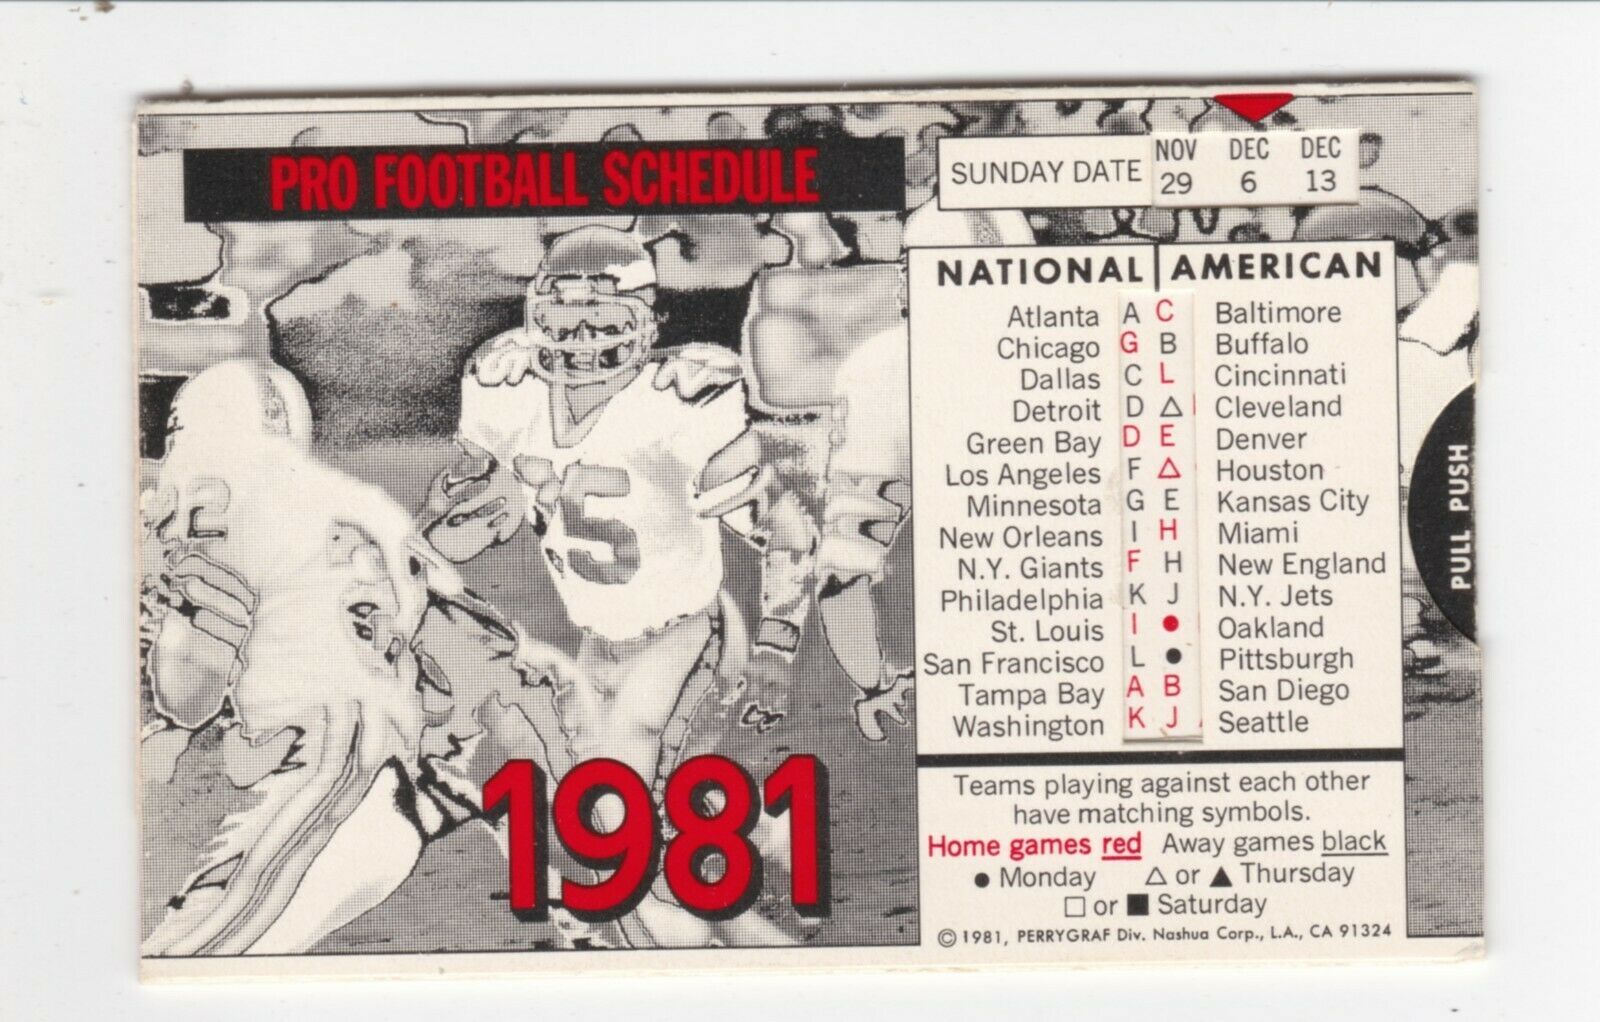 PRO FOOTBALL SCHEDULE
SUNDAY DATE NOV 29 DEC 6 DEC 13
NATIONAL AMERICAN
Atlanta A C Baltimore
Chicago G B Buffalo
Dallas C L Cincinnati
Detroit D △ Cleveland
Green Bay D E Denver
Los Angeles F △ Houston
Minnesota G E Kansas City
New Orleans I H Miami
N.Y. Giants F H New England
Philadelphia K J N.Y. Jets
St. Louis I ● Oakland
San Francisco L ● Pittsburgh
Tampa Bay A B San Diego
Washington K J Seattle
PULL PUSH
5
1981
Teams playing against each other
have matching symbols.
Home games red Away games black
● Monday △ or ▲ Thursday
□ or ■ Saturday
© 1981, PERRYGRAF Div. Nashua Corp., L.A., CA 91324